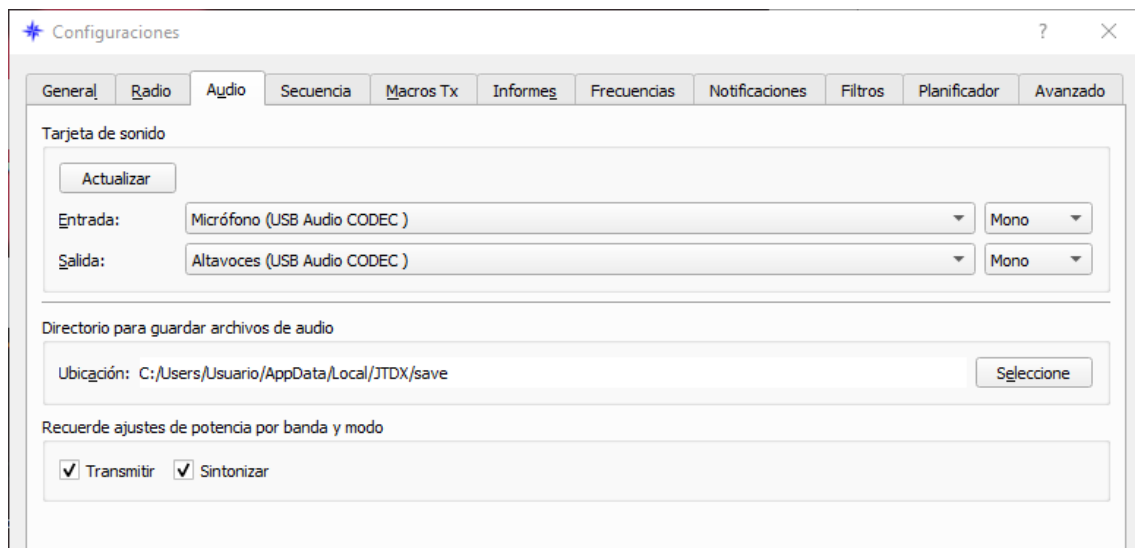 Configuraciones ?
General Radio Audio Secuencia Macros Tx Informes Frecuencias Notificaciones Filtros Planificador Avanzado
Tarjeta de sonido
Actualizar
Entrada: Micrófono (USB Audio CODEC ) Mono
Salida: Altavoces (USB Audio CODEC ) Mono
Directorio para guardar archivos de audio
Ubicación: C:/Users/Usuario/AppData/Local/JTDX/save Seleccione
Recuerde ajustes de potencia por banda y modo
Transmitir Sintonizar